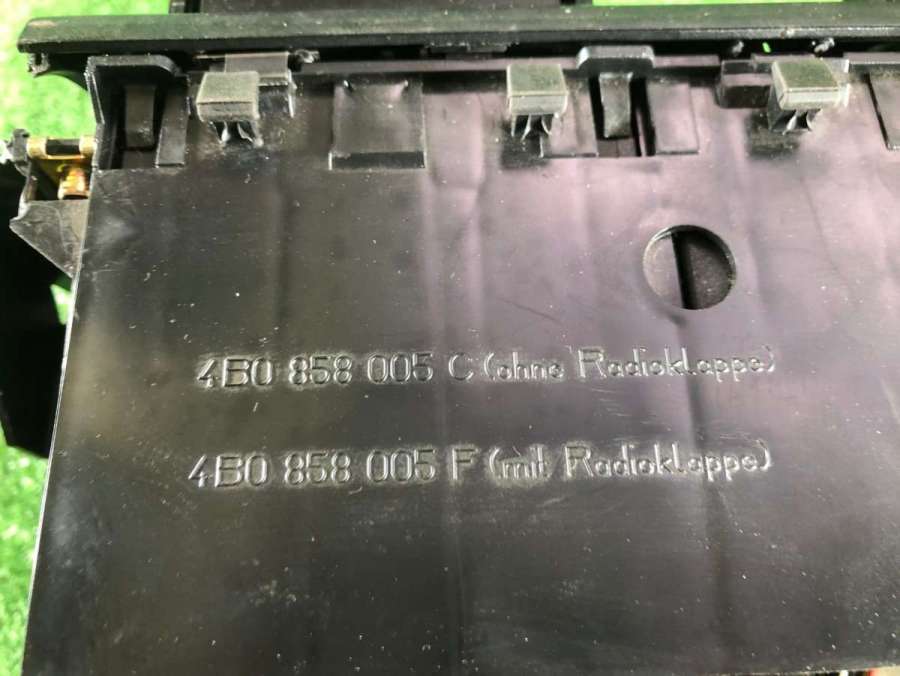 4B0 858 005 C (ohne Radioklappe)
4B0 858 005 F (mit Radioklappe)